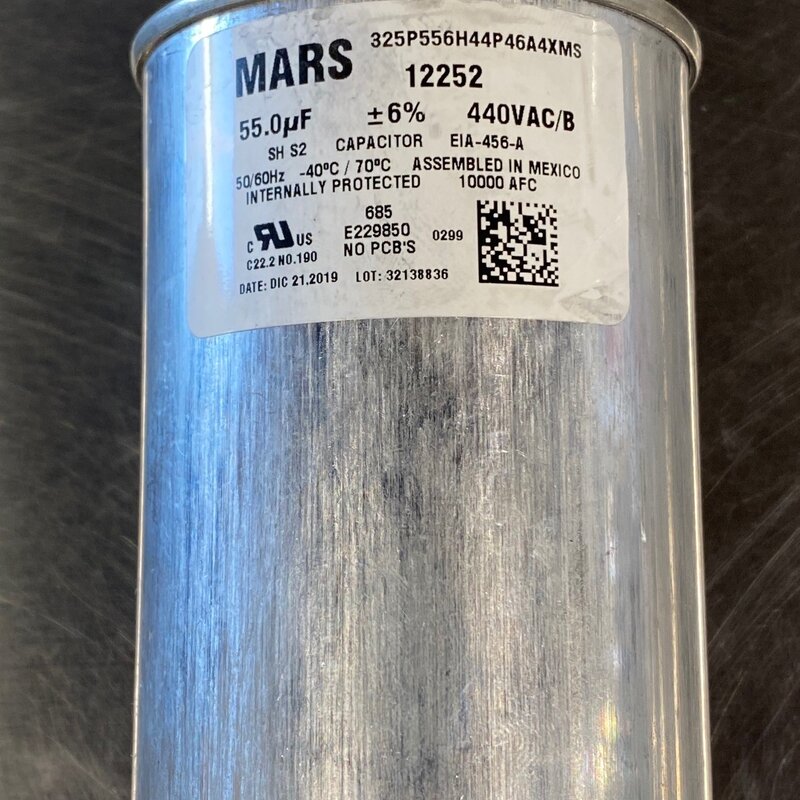 MARS 325P556H44P46A4XMS
12252
55.0µF ±6% 440VAC/B
SH S2 CAPACITOR EIA-456-A
50/60Hz -40ºC / 70ºC ASSEMBLED IN MEXICO
INTERNALLY PROTECTED 10000 AFC
685
C RU US E229850 0299
C22.2 NO.190 NO PCB'S
DATE: DIC 21.2019 LOT: 32138836